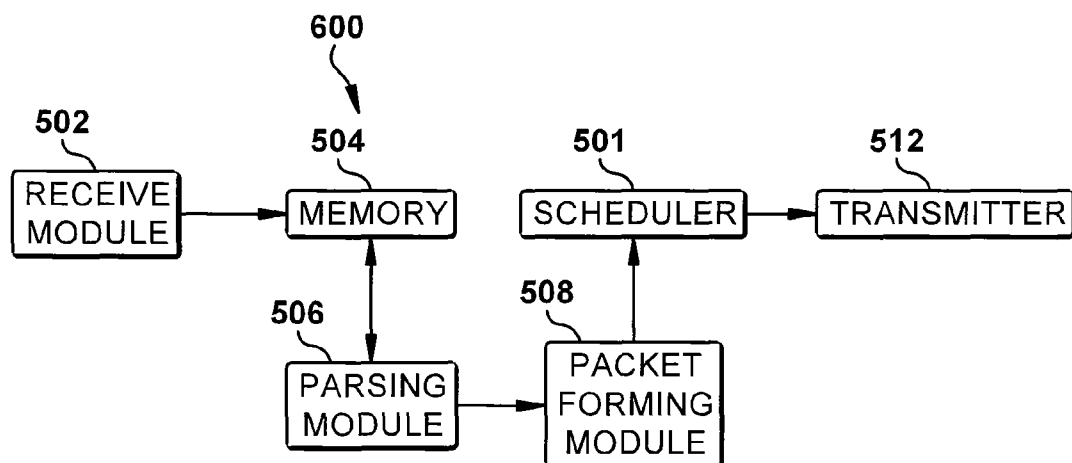 600
502
504
501
512
RECEIVE
MODULE
MEMORY
SCHEDULER
TRANSMITTER
506
508
PARSING
MODULE
PACKET
FORMING
MODULE